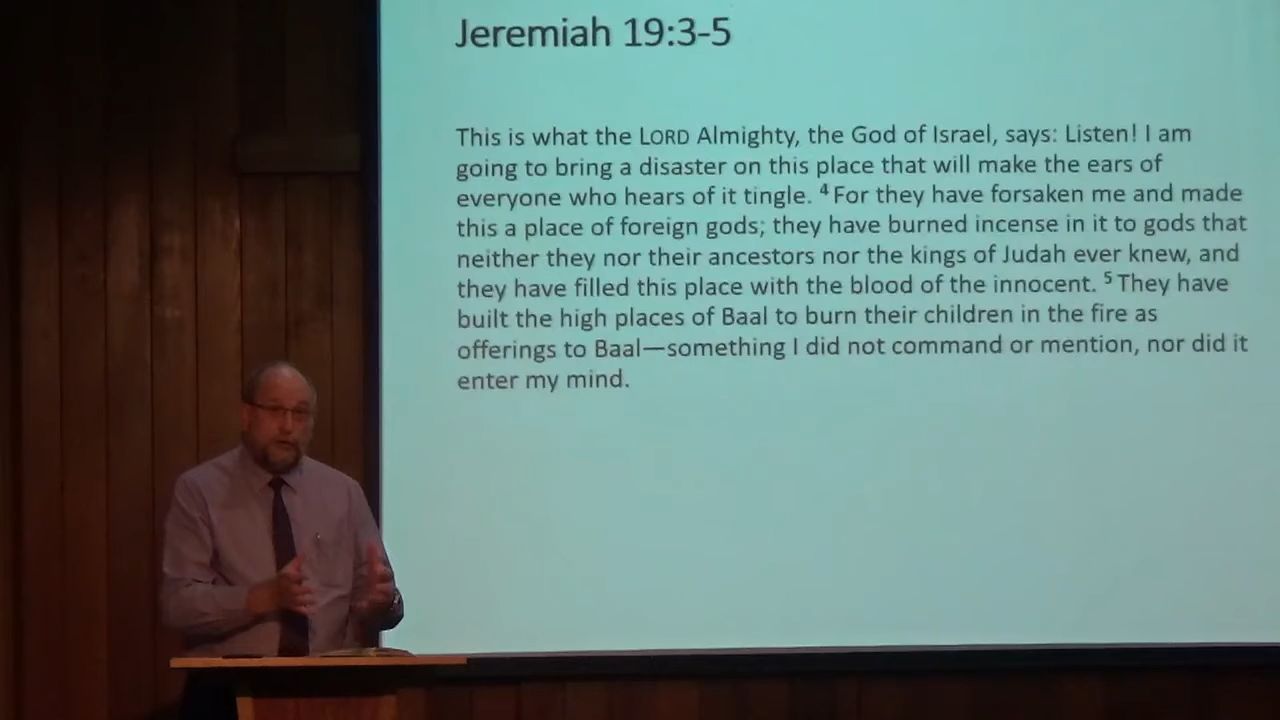 Jeremiah 19:3-5
This is what the LORD Almighty, the God of Israel, says: Listen! I am
going to bring a disaster on this place that will make the ears of
everyone who hears of it tingle. ⁴ For they have forsaken me and made
this a place of foreign gods; they have burned incense in it to gods that
neither they nor their ancestors nor the kings of Judah ever knew, and
they have filled this place with the blood of the innocent. ⁵ They have
built the high places of Baal to burn their children in the fire as
offerings to Baal—something I did not command or mention, nor did it
enter my mind.